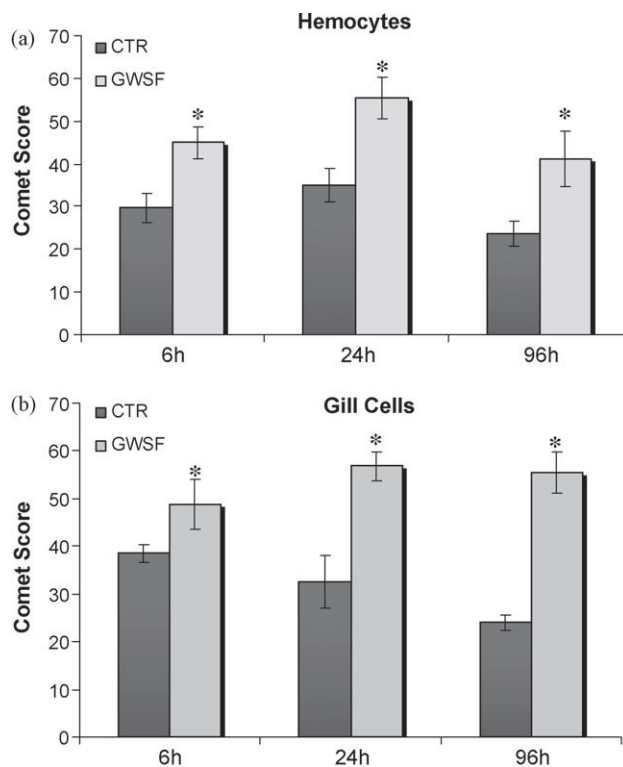 (a)
Hemocytes
70
60
50
40
30
20
10
0
Comet Score
CTR
GWSF
*
*
*
6h
24h
96h
(b)
Gill Cells
70
60
50
40
30
20
10
0
Comet Score
CTR
GWSF
*
*
*
6h
24h
96h